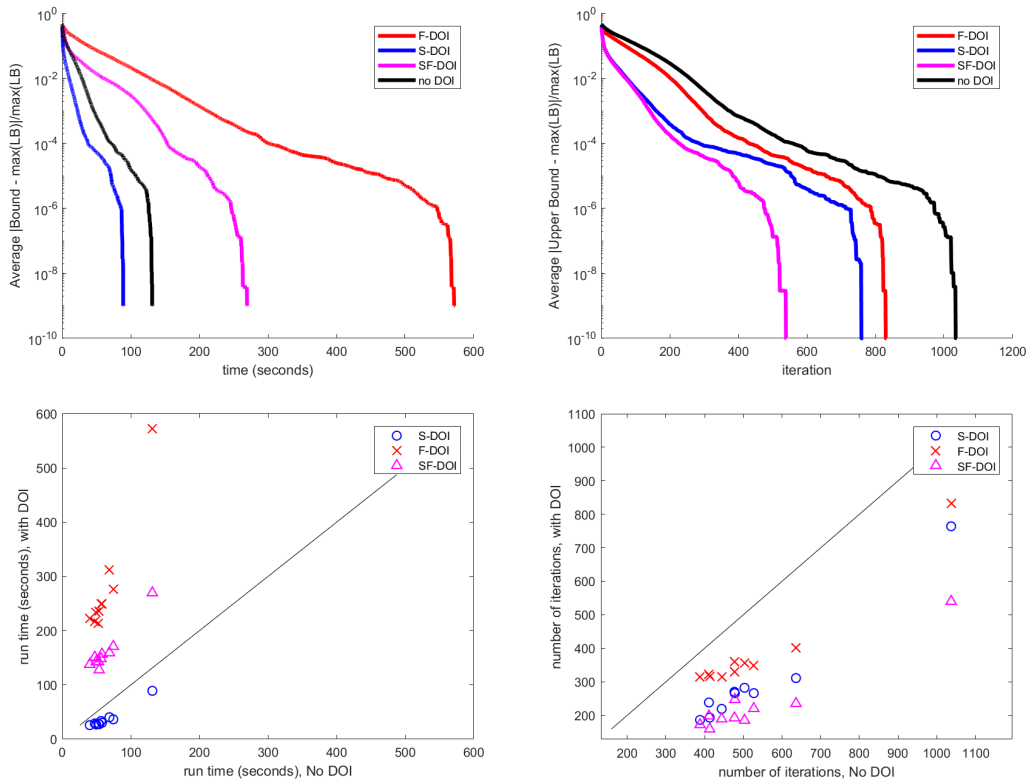 Average |Bound - max(LB)|/max(LB)
10^0
10^-2
10^-4
10^-6
10^-8
10^-10
0 100 200 300 400 500 600
time (seconds)
F-DOI
S-DOI
SF-DOI
no DOI
Average |Upper Bound - max(LB)|/max(LB)
10^0
10^-2
10^-4
10^-6
10^-8
10^-10
0 200 400 600 800 1000 1200
iteration
F-DOI
S-DOI
SF-DOI
no DOI
run time (seconds), with DOI
600
500
400
300
200
100
0
0 100 200 300 400 500 600
run time (seconds), No DOI
S-DOI
F-DOI
SF-DOI
number of iterations, with DOI
1100
1000
900
800
700
600
500
400
300
200
200 300 400 500 600 700 800 900 1000 1100
number of iterations, No DOI
S-DOI
F-DOI
SF-DOI